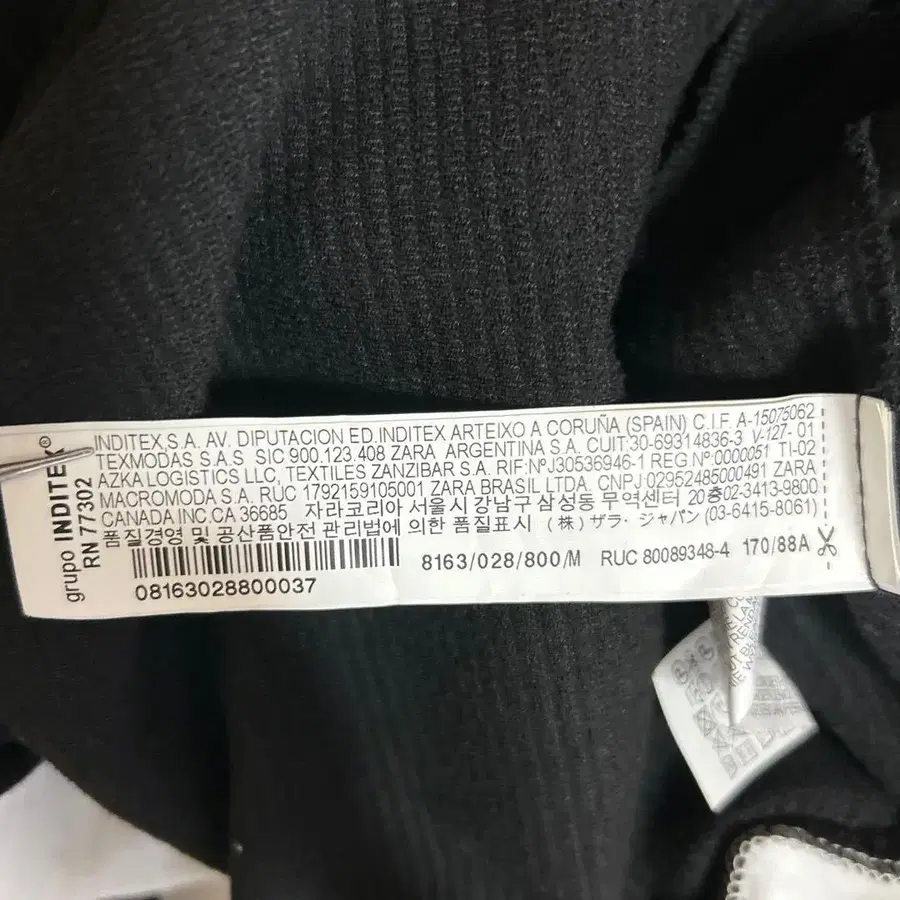 grupo INDITEX®
RN 77302
INDITEX,S.A. AV. DIPUTACION ED.INDITEX ARTEIXO A CORUÑA (SPAIN) C.I.F. A-15075062
TEXMODAS S.A.S SIC 900.123.408 ZARA ARGENTINA S.A. CUIT:30-69314836-3 V-127- 01
AZKA LOGISTICS LLC, TEXTILES ZANZIBAR S.A. RIF:NºJ30536946-1 REG Nº:0000051 TI-02
MACROMODA S.A. RUC 1792159105001 ZARA BRASIL LTDA. CNPJ:02952485000491 ZARA
CANADA INC.CA 36685 자라코리아 서울시 강남구 삼성동 무역센터 20층02-3413-9800
품질경영 및 공산품안전 관리법에 의한 품질표시 (株) ザラ・ジャパン (03-6415-8061)
8163/028/800/M RUC 80089348-4 170/88A
08163028800037